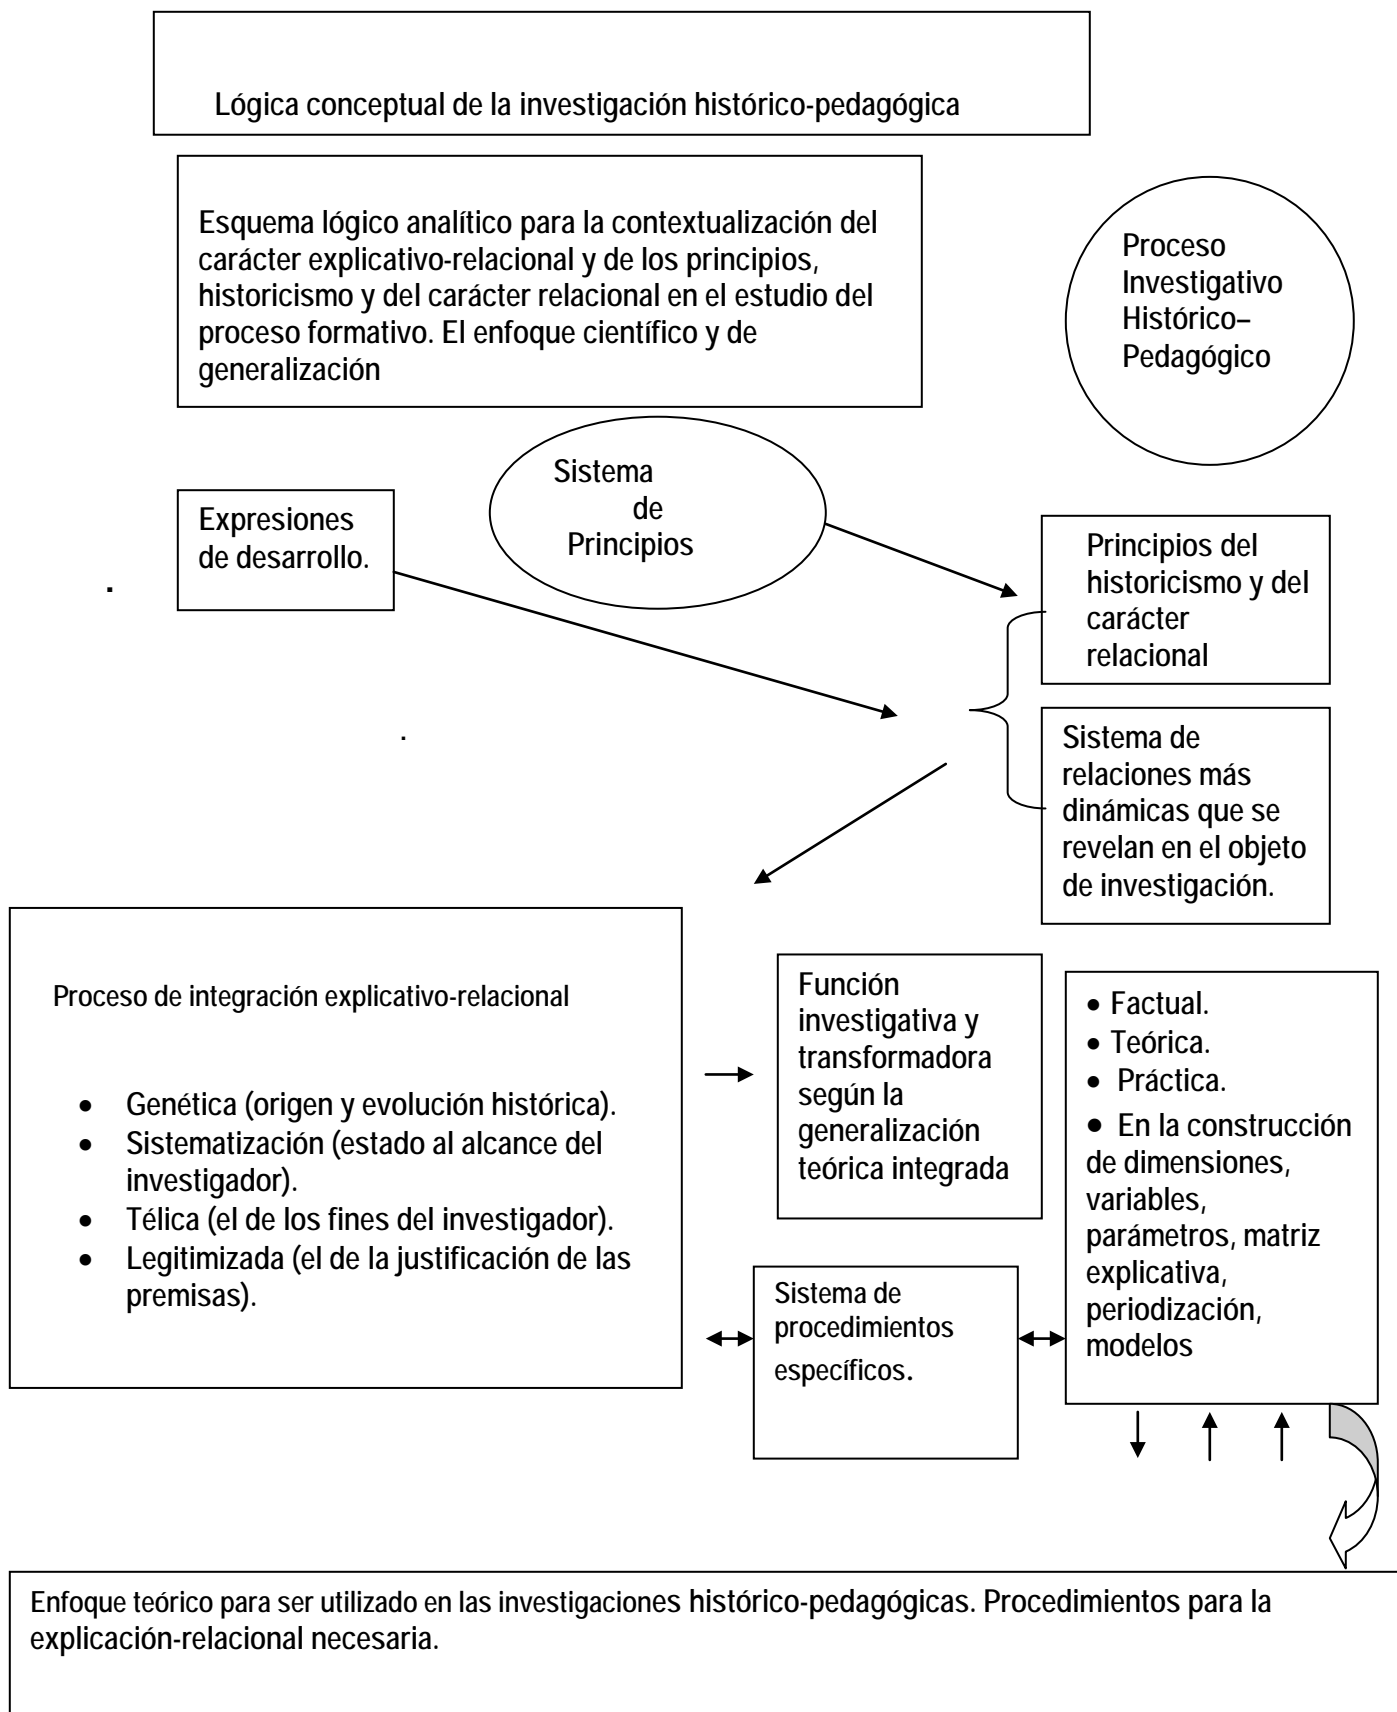 Lógica conceptual de la investigación histórico-pedagógica
Esquema lógico analítico para la contextualización del
carácter explicativo-relacional y de los principios,
historicismo y del carácter relacional en el estudio del
proceso formativo. El enfoque científico y de
generalización
Proceso
Investigativo
Histórico–
Pedagógico
Sistema
de
Principios
Expresiones
de desarrollo.
.
Principios del
historicismo y del
carácter
relacional
.
Sistema de
relaciones más
dinámicas que se
revelan en el objeto
de investigación.
Proceso de integración explicativo-relacional
• Genética (origen y evolución histórica).
• Sistematización (estado al alcance del
investigador).
• Télica (el de los fines del investigador).
• Legitimizada (el de la justificación de las
premisas).
Función
investigativa y
transformadora
según la
generalización
teórica integrada
• Factual.
• Teórica.
• Práctica.
• En la construcción
de dimensiones,
variables,
parámetros, matriz
explicativa,
periodización,
modelos
Sistema de
procedimientos
específicos.
Enfoque teórico para ser utilizado en las investigaciones histórico-pedagógicas. Procedimientos para la
explicación-relacional necesaria.